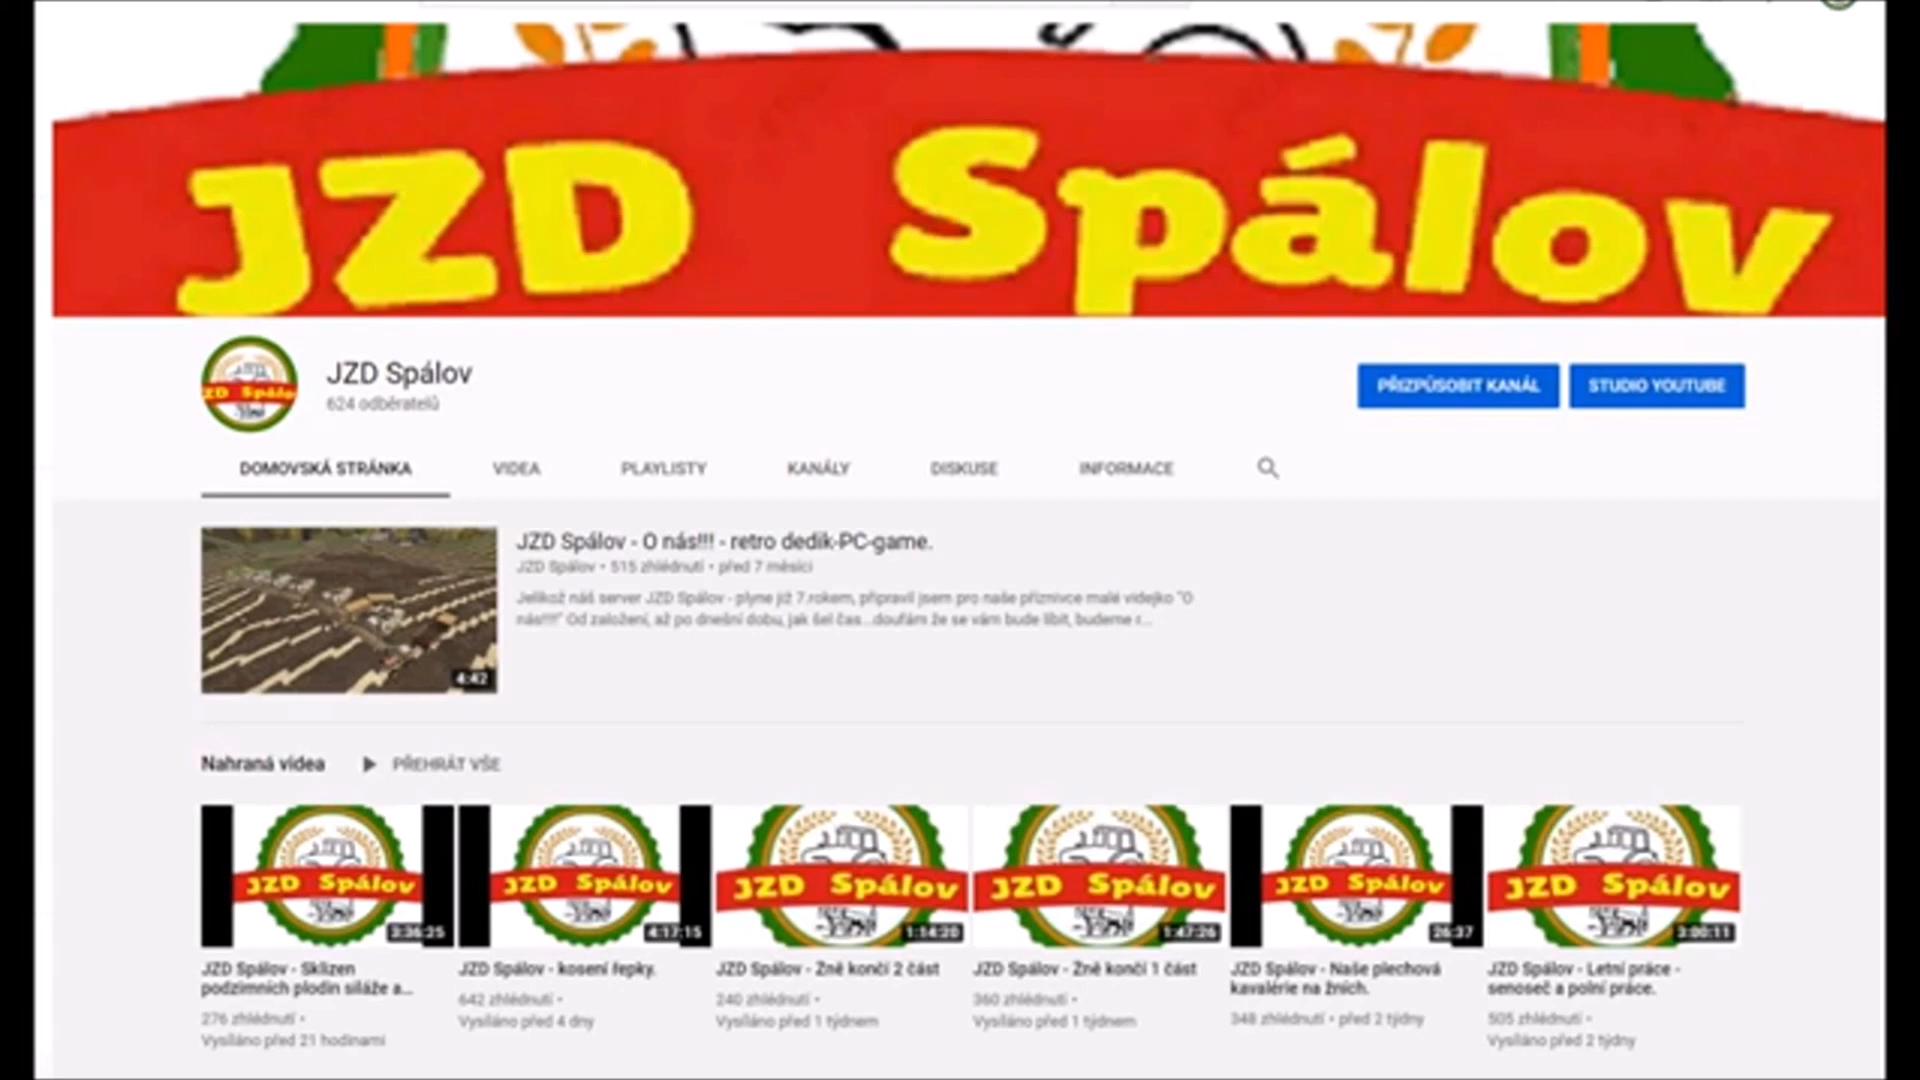 JZD Spálov
JZD Spálov
624 odběratelů
PŘIZPŮSOBIT KANÁL
STUDIO YOUTUBE
DOMOVSKÁ STRÁNKA VIDEA PLAYLISTY KANÁLY DISKUSE INFORMACE
JZD Spálov - O nás!!! - retro dedik-PC-game.
JZD Spálov • 515 zhlédnutí • před 7 měsíci
Jelikož náš server JZD Spálov - plyne již 7.rokem, připravil jsem pro naše příznivce malé videjko "O
nás!!!" Od založení, až po dnešní dobu, jak šel čas...doufám že se vám bude líbit, budeme r...
4:42
Nahraná videa PŘEHRÁT VŠE
JZD Spálov
3:36:25
JZD Spálov
4:17:15
JZD Spálov
1:14:20
JZD Spálov
1:47:26
JZD Spálov
26:37
JZD Spálov
3:00:11
JZD Spálov - Sklizen
podzimních plodin siláže a...
276 zhlédnutí •
Vysíláno před 21 hodinami
JZD Spálov - kosení řepky.
642 zhlédnutí •
Vysíláno před 4 dny
JZD Spálov - Žně končí 2 část
240 zhlédnutí •
Vysíláno před 1 týdnem
JZD Spálov - Žně končí 1 část
360 zhlédnutí •
Vysíláno před 1 týdnem
JZD Spálov - Naše plechová
kavalérie na žních.
348 zhlédnutí • před 2 týdny
JZD Spálov - Letní práce -
senoseč a polní práce.
505 zhlédnutí •
Vysíláno před 2 týdny